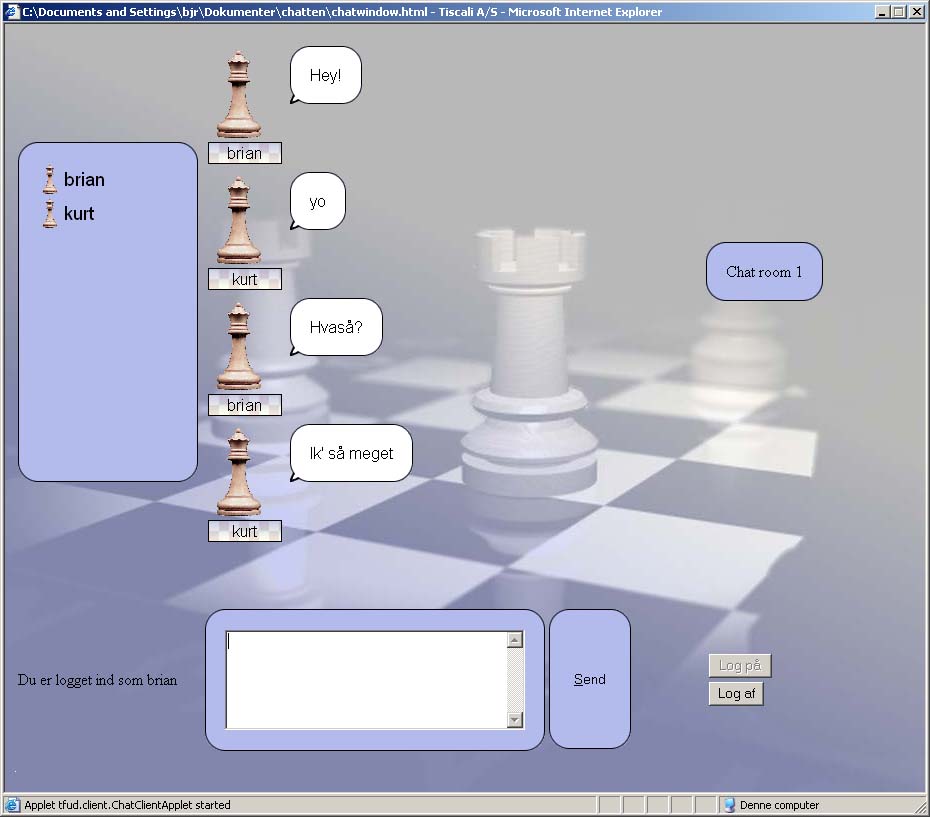 C:\Documents and Settings\bjr\Dokumenter\chatten\chatwindow.html - Tiscali A/S - Microsoft Internet Explorer
Hey!
brian
brian
kurt
yo
kurt
Hvaså?
brian
Chat room 1
Ik' så meget
kurt
Du er logget ind som brian
Send
Log på
Log af
Applet tfud.client.ChatClientApplet started
Denne computer